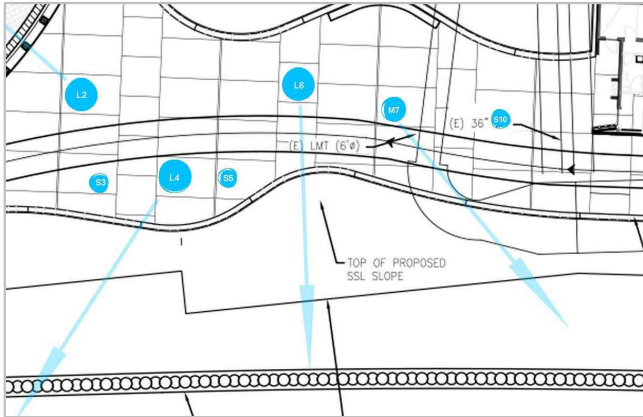 L2
L6
M7
S10
(E) 36"
(E) LMT (6'ø)
S3
L4
S5
TOP OF PROPOSED
SSL SLOPE